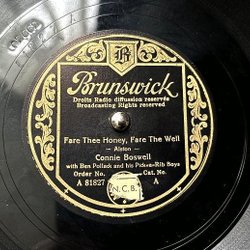 B
Brunswick
Droits Radio diffusion reservés
Broadcasting Rights reserved
Fare Thee Honey, Fare Thee Well
- Alston -
Connie Boswell
with Ben Pollack and his Pick-a-Rib Boys
Order No. Cat. No.
A 81827 A
N.C.B.